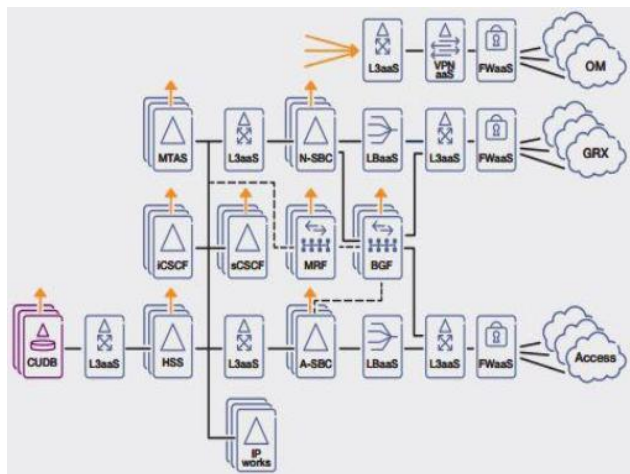 L3aaS
VPN
aaS
FWaaS
OM
MTAS
L3aaS
N-SBC
LBaaS
L3aaS
FWaaS
GRX
iCSCF
sCSCF
MRF
BGF
CUDB
L3aaS
HSS
L3aaS
A-SBC
LBaaS
L3aaS
FWaaS
Access
IP
works